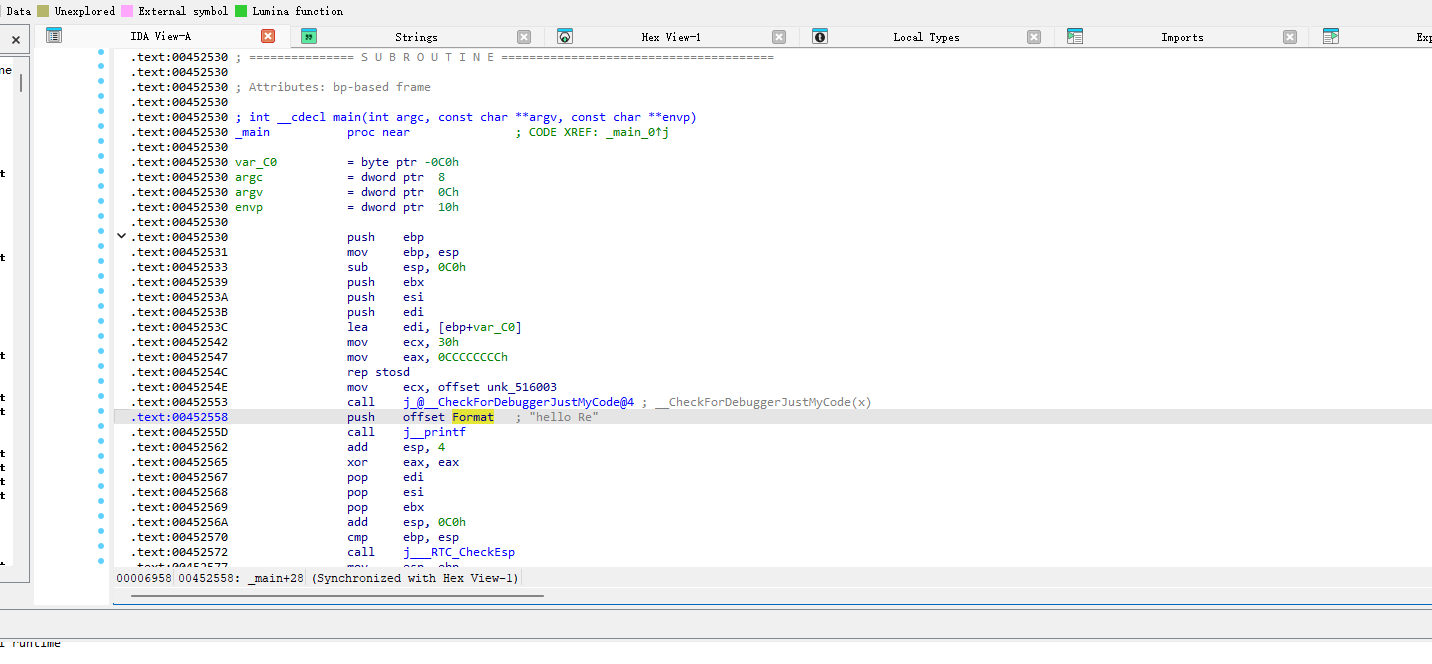 Data Unexplored External symbol Lumina function
IDA View-A Strings Hex View-1 Local Types Imports Exp
.text:00452530 ; =============== S U B R O U T I N E =======================================
.text:00452530
.text:00452530 ; Attributes: bp-based frame
.text:00452530
.text:00452530 ; int __cdecl main(int argc, const char **argv, const char **envp)
.text:00452530 _main proc near ; CODE XREF: _main_0↑j
.text:00452530
.text:00452530 var_C0 = byte ptr -0C0h
.text:00452530 argc = dword ptr 8
.text:00452530 argv = dword ptr 0Ch
.text:00452530 envp = dword ptr 10h
.text:00452530
.text:00452530 push ebp
.text:00452531 mov ebp, esp
.text:00452533 sub esp, 0C0h
.text:00452539 push ebx
.text:0045253A push esi
.text:0045253B push edi
.text:0045253C lea edi, [ebp+var_C0]
.text:00452542 mov ecx, 30h
.text:00452547 mov eax, 0CCCCCCCCh
.text:0045254C rep stosd
.text:0045254E mov ecx, offset unk_516003
.text:00452553 call j_@__CheckForDebuggerJustMyCode@4 ; __CheckForDebuggerJustMyCode(x)
.text:00452558 push offset Format ; "hello Re"
.text:0045255D call j__printf
.text:00452562 add esp, 4
.text:00452565 xor eax, eax
.text:00452567 pop edi
.text:00452568 pop esi
.text:00452569 pop ebx
.text:0045256A add esp, 0C0h
.text:00452570 cmp ebp, esp
.text:00452572 call j___RTC_CheckEsp
.text:00452577 mov esp, ebp
00006958 00452558: _main+28 (Synchronized with Hex View-1)
runtime